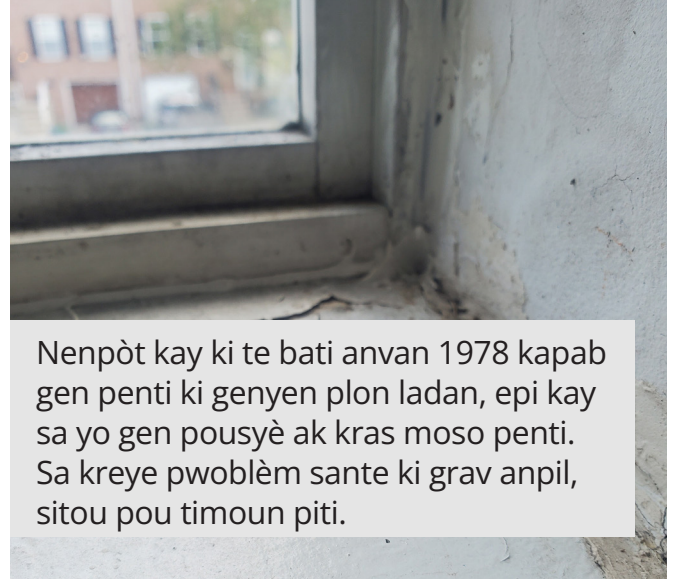 Nenpòt kay ki te bati anvan 1978 kapab
gen penti ki genyen plon ladan, epi kay
sa yo gen pousyè ak kras moso penti.
Sa kreye pwoblèm sante ki grav anpil,
sitou pou timoun piti.